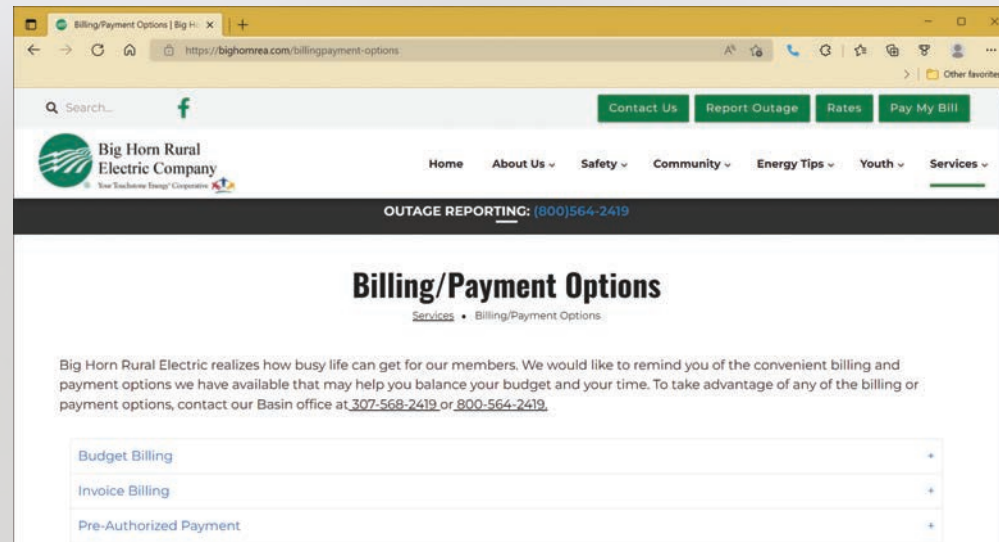 Billing/Payment Options | Big H
https://bighornrea.com/billingpayment-options
Other favorites
Search...
Contact Us
Report Outage
Rates
Pay My Bill
Big Horn Rural
Electric Company
Your Touchstone Energy® Cooperative
Home
About Us
Safety
Community
Energy Tips
Youth
Services
OUTAGE REPORTING: (800)564-2419
Billing/Payment Options
Services • Billing/Payment Options
Big Horn Rural Electric realizes how busy life can get for our members. We would like to remind you of the convenient billing and
payment options we have available that may help you balance your budget and your time. To take advantage of any of the billing or
payment options, contact our Basin office at 307-568-2419 or 800-564-2419.
Budget Billing +
Invoice Billing +
Pre-Authorized Payment +